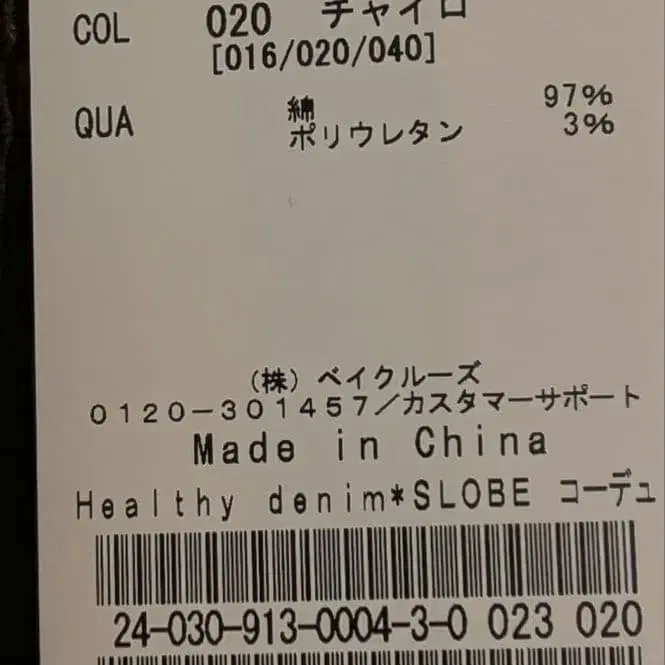 COL 020 チャイロ
[016/020/040]
QUA 綿 97%
ポリウレタン 3%
(株) ベイクルーズ
0120-301457/カスタマーサポート
Made in China
Healthy denim*SLOBE コーデュ
24-030-913-0004-3-0 023 020